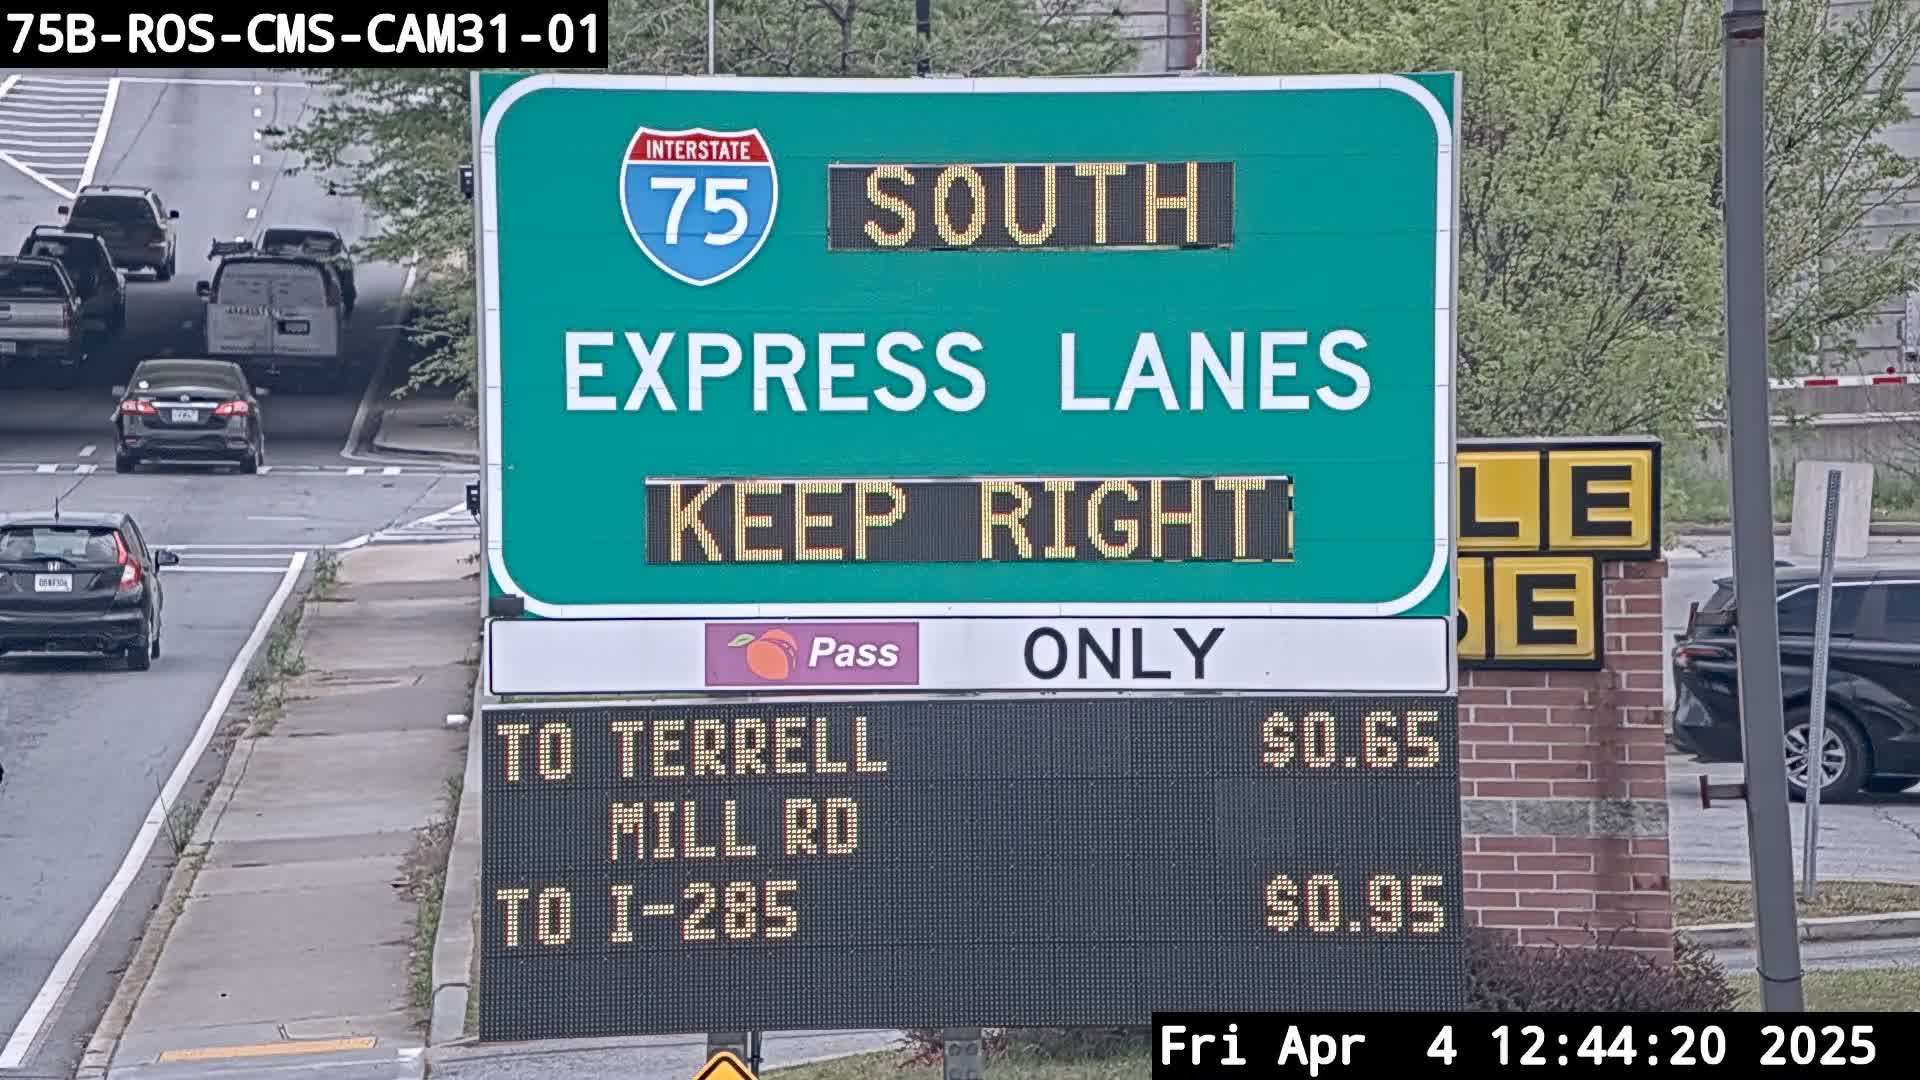 75B-ROS-CMS-CAM31-01
INTERSTATE
75
SOUTH
EXPRESS LANES
KEEP RIGHT
Pass ONLY
TO TERRELL $0.65
MILL RD
TO I-285 $0.95
LE
E
Fri Apr 4 12:44:20 2025